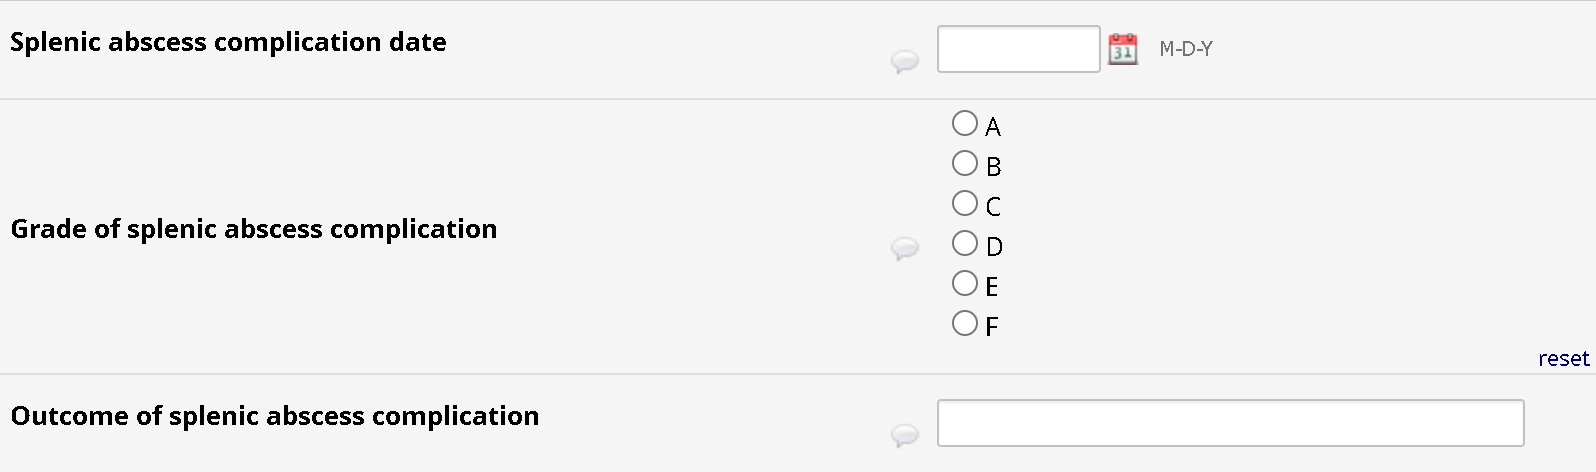 Splenic abscess complication date
31
M-D-Y
Grade of splenic abscess complication
A
B
C
D
E
F
reset
Outcome of splenic abscess complication